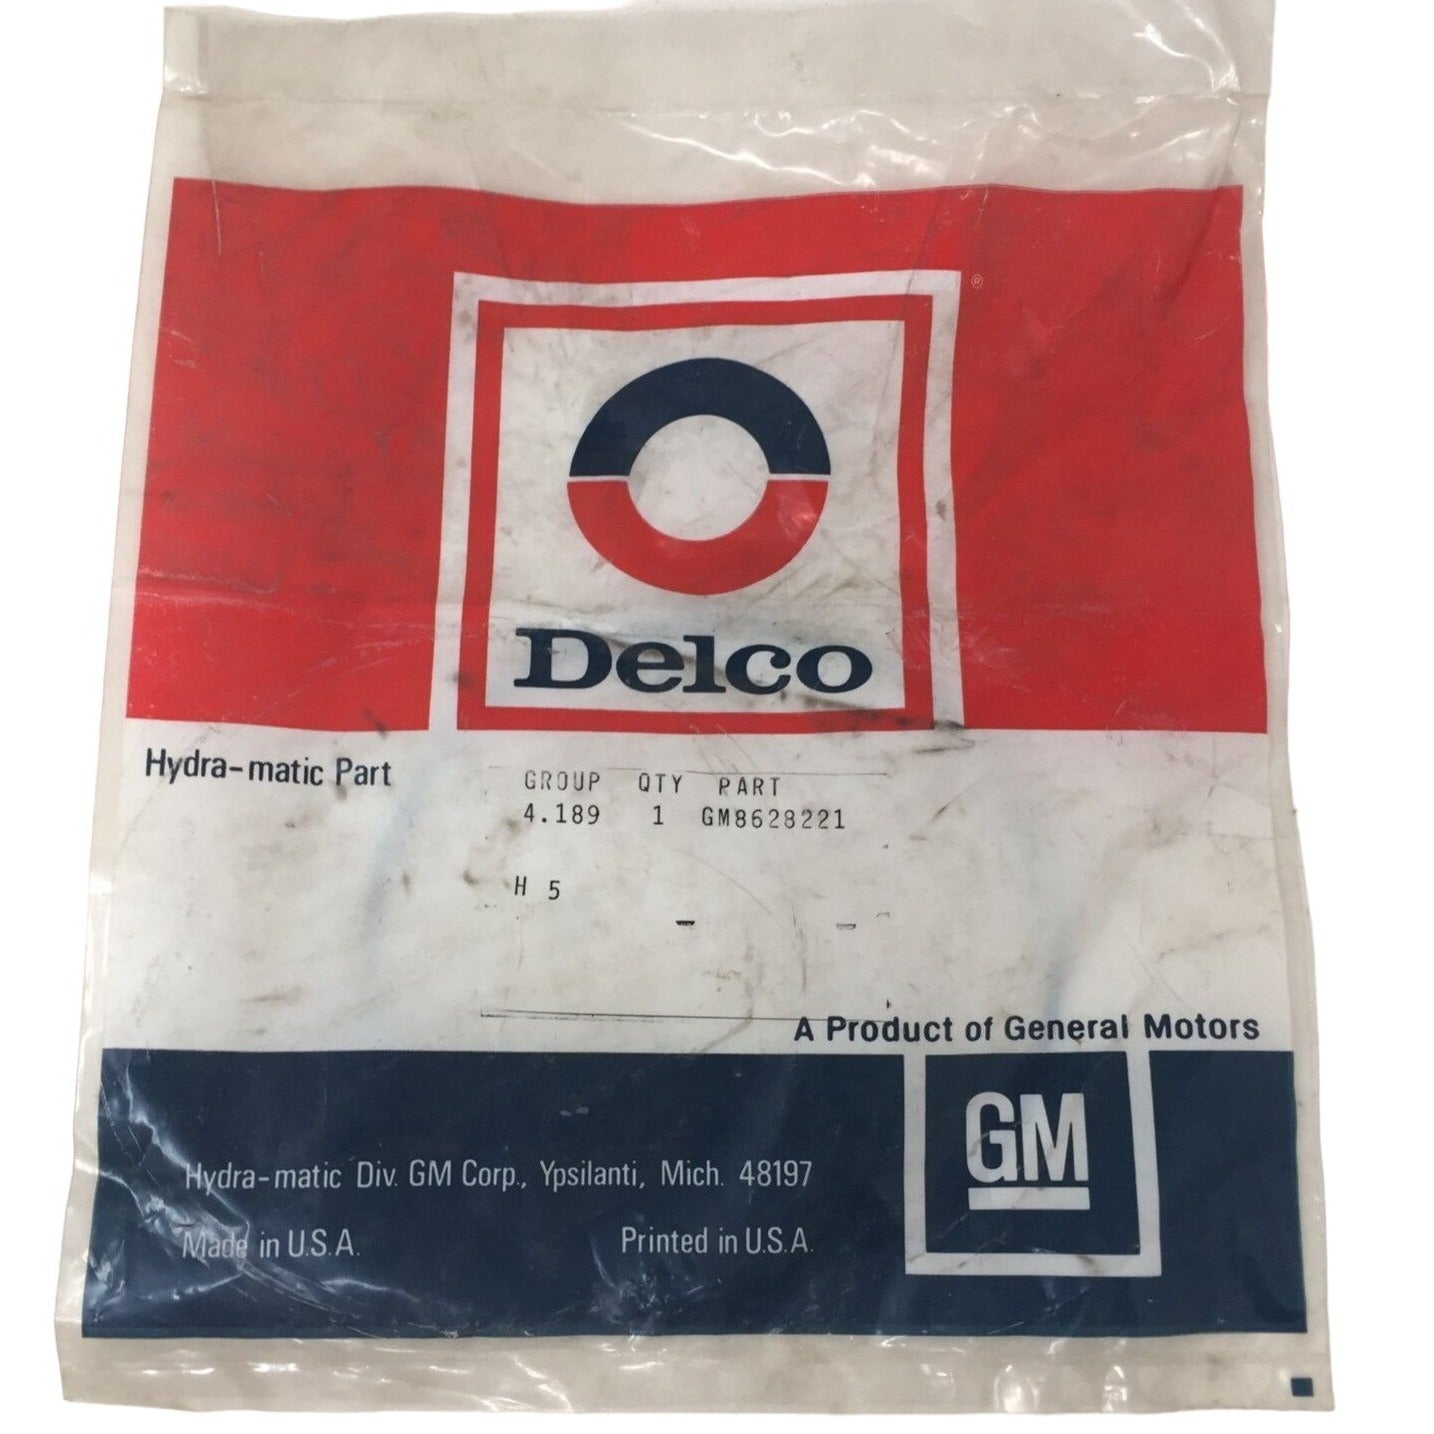 ®
Delco
Hydra-matic Part
GROUP QTY PART
4.189 1 GM8628221
H 5
A Product of General Motors
GM
Hydra-matic Div. GM Corp., Ypsilanti, Mich. 48197
Made in U.S.A. Printed in U.S.A.